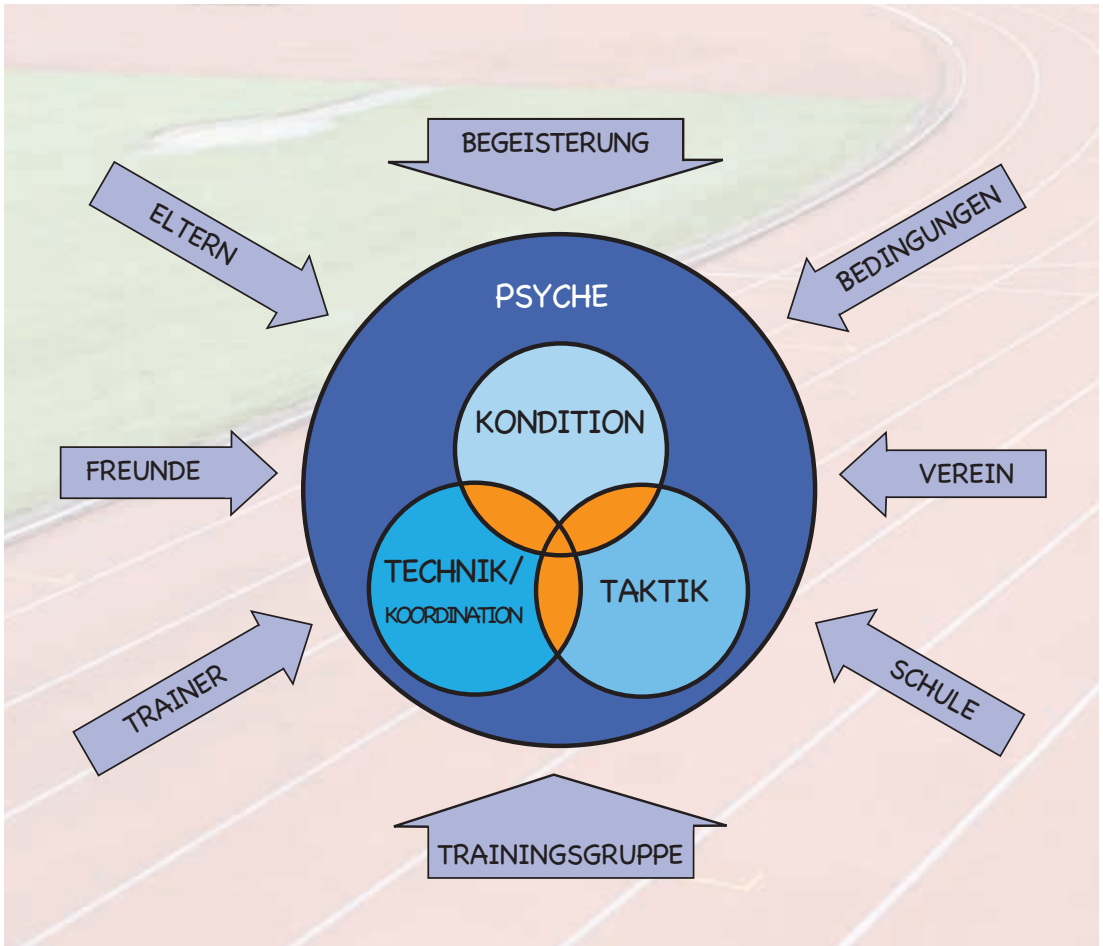 BEGEISTERUNG
ELTERN
BEDINGUNGEN
PSYCHE
KONDITION
FREUNDE
VEREIN
TECHNIK/
KOORDINATION
TAKTIK
TRAINER
SCHULE
TRAININGSGRUPPE